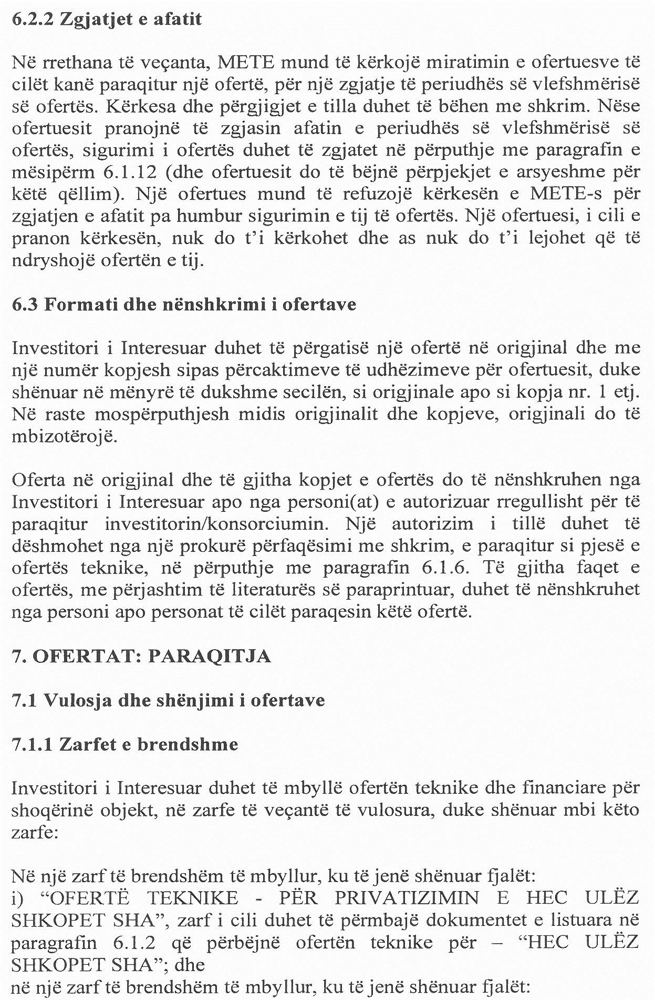 6.2.2 Zgjatjet e afatit
Në rrethana të veçanta, METE mund të kërkojë miratimin e ofertuesve të
cilët kanë paraqitur një ofertë, për një zgjatje të periudhës së vlefshmërisë
së ofertës. Kërkesa dhe përgjigjet e tilla duhet të bëhen me shkrim. Nëse
ofertuesit pranojnë të zgjasin afatin e periudhës së vlefshmërisë së
ofertës, sigurimi i ofertës duhet të zgjatet në përputhje me paragrafin e
mësipërm 6.1.12 (dhe ofertuesit do të bëjnë përpjekjet e arsyeshme për
këtë qëllim). Një ofertues mund të refuzojë kërkesën e METE-s për
zgjatjen e afatit pa humbur sigurimin e tij të ofertës. Një ofertuesi, i cili e
pranon kërkesën, nuk do t’i kërkohet dhe as nuk do t’i lejohet që të
ndryshojë ofertën e tij.
6.3 Formati dhe nënshkrimi i ofertave
Investitori i Interesuar duhet të përgatisë një ofertë në origjinal dhe me
një numër kopjesh sipas përcaktimeve të udhëzimeve për ofertuesit, duke
shënuar në mënyrë të dukshme secilën, si origjinale apo si kopja nr. 1 etj.
Në raste mospërputhjesh midis origjinalit dhe kopjeve, origjinali do të
mbizotërojë.
Oferta në origjinal dhe të gjitha kopjet e ofertës do të nënshkruhen nga
Investitori i Interesuar apo nga personi(at) e autorizuar rregullisht për të
paraqitur investitorin/konsorciumin. Një autorizim i tillë duhet të
dëshmohet nga një prokurë përfaqësimi me shkrim, e paraqitur si pjesë e
ofertës teknike, në përputhje me paragrafin 6.1.6. Të gjitha faqet e
ofertës, me përjashtim të literaturës së paraprintuar, duhet të nënshkruhet
nga personi apo personat të cilët paraqesin këtë ofertë.
7. OFERTAT: PARAQITJA
7.1 Vulosja dhe shënjimi i ofertave
7.1.1 Zarfet e brendshme
Investitori i Interesuar duhet të mbyllë ofertën teknike dhe financiare për
shoqërinë objekt, në zarfe të veçantë të vulosura, duke shënuar mbi këto
zarfe:
Në një zarf të brendshëm të mbyllur, ku të jenë shënuar fjalët:
i) “OFERTË TEKNIKE - PËR PRIVATIZIMIN E HEC ULËZ
SHKOPET SHA”, zarf i cili duhet të përmbajë dokumentet e listuara në
paragrafin 6.1.2 që përbëjnë ofertën teknike për – “HEC ULËZ
SHKOPET SHA”; dhe
në një zarf të brendshëm të mbyllur, ku të jenë shënuar fjalët: